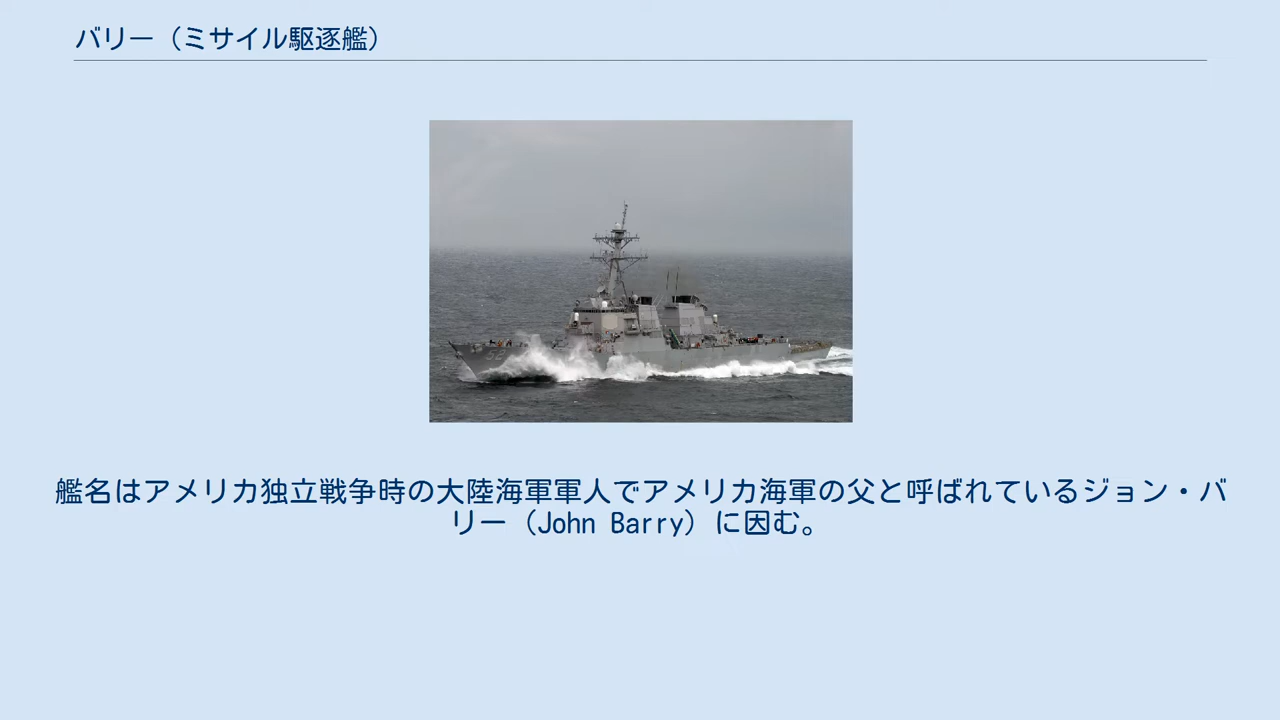 バリー（ミサイル駆逐艦）
52
艦名はアメリカ独立戦争時の大陸海軍軍人でアメリカ海軍の父と呼ばれているジョン・バ
リー（John Barry）に因む。